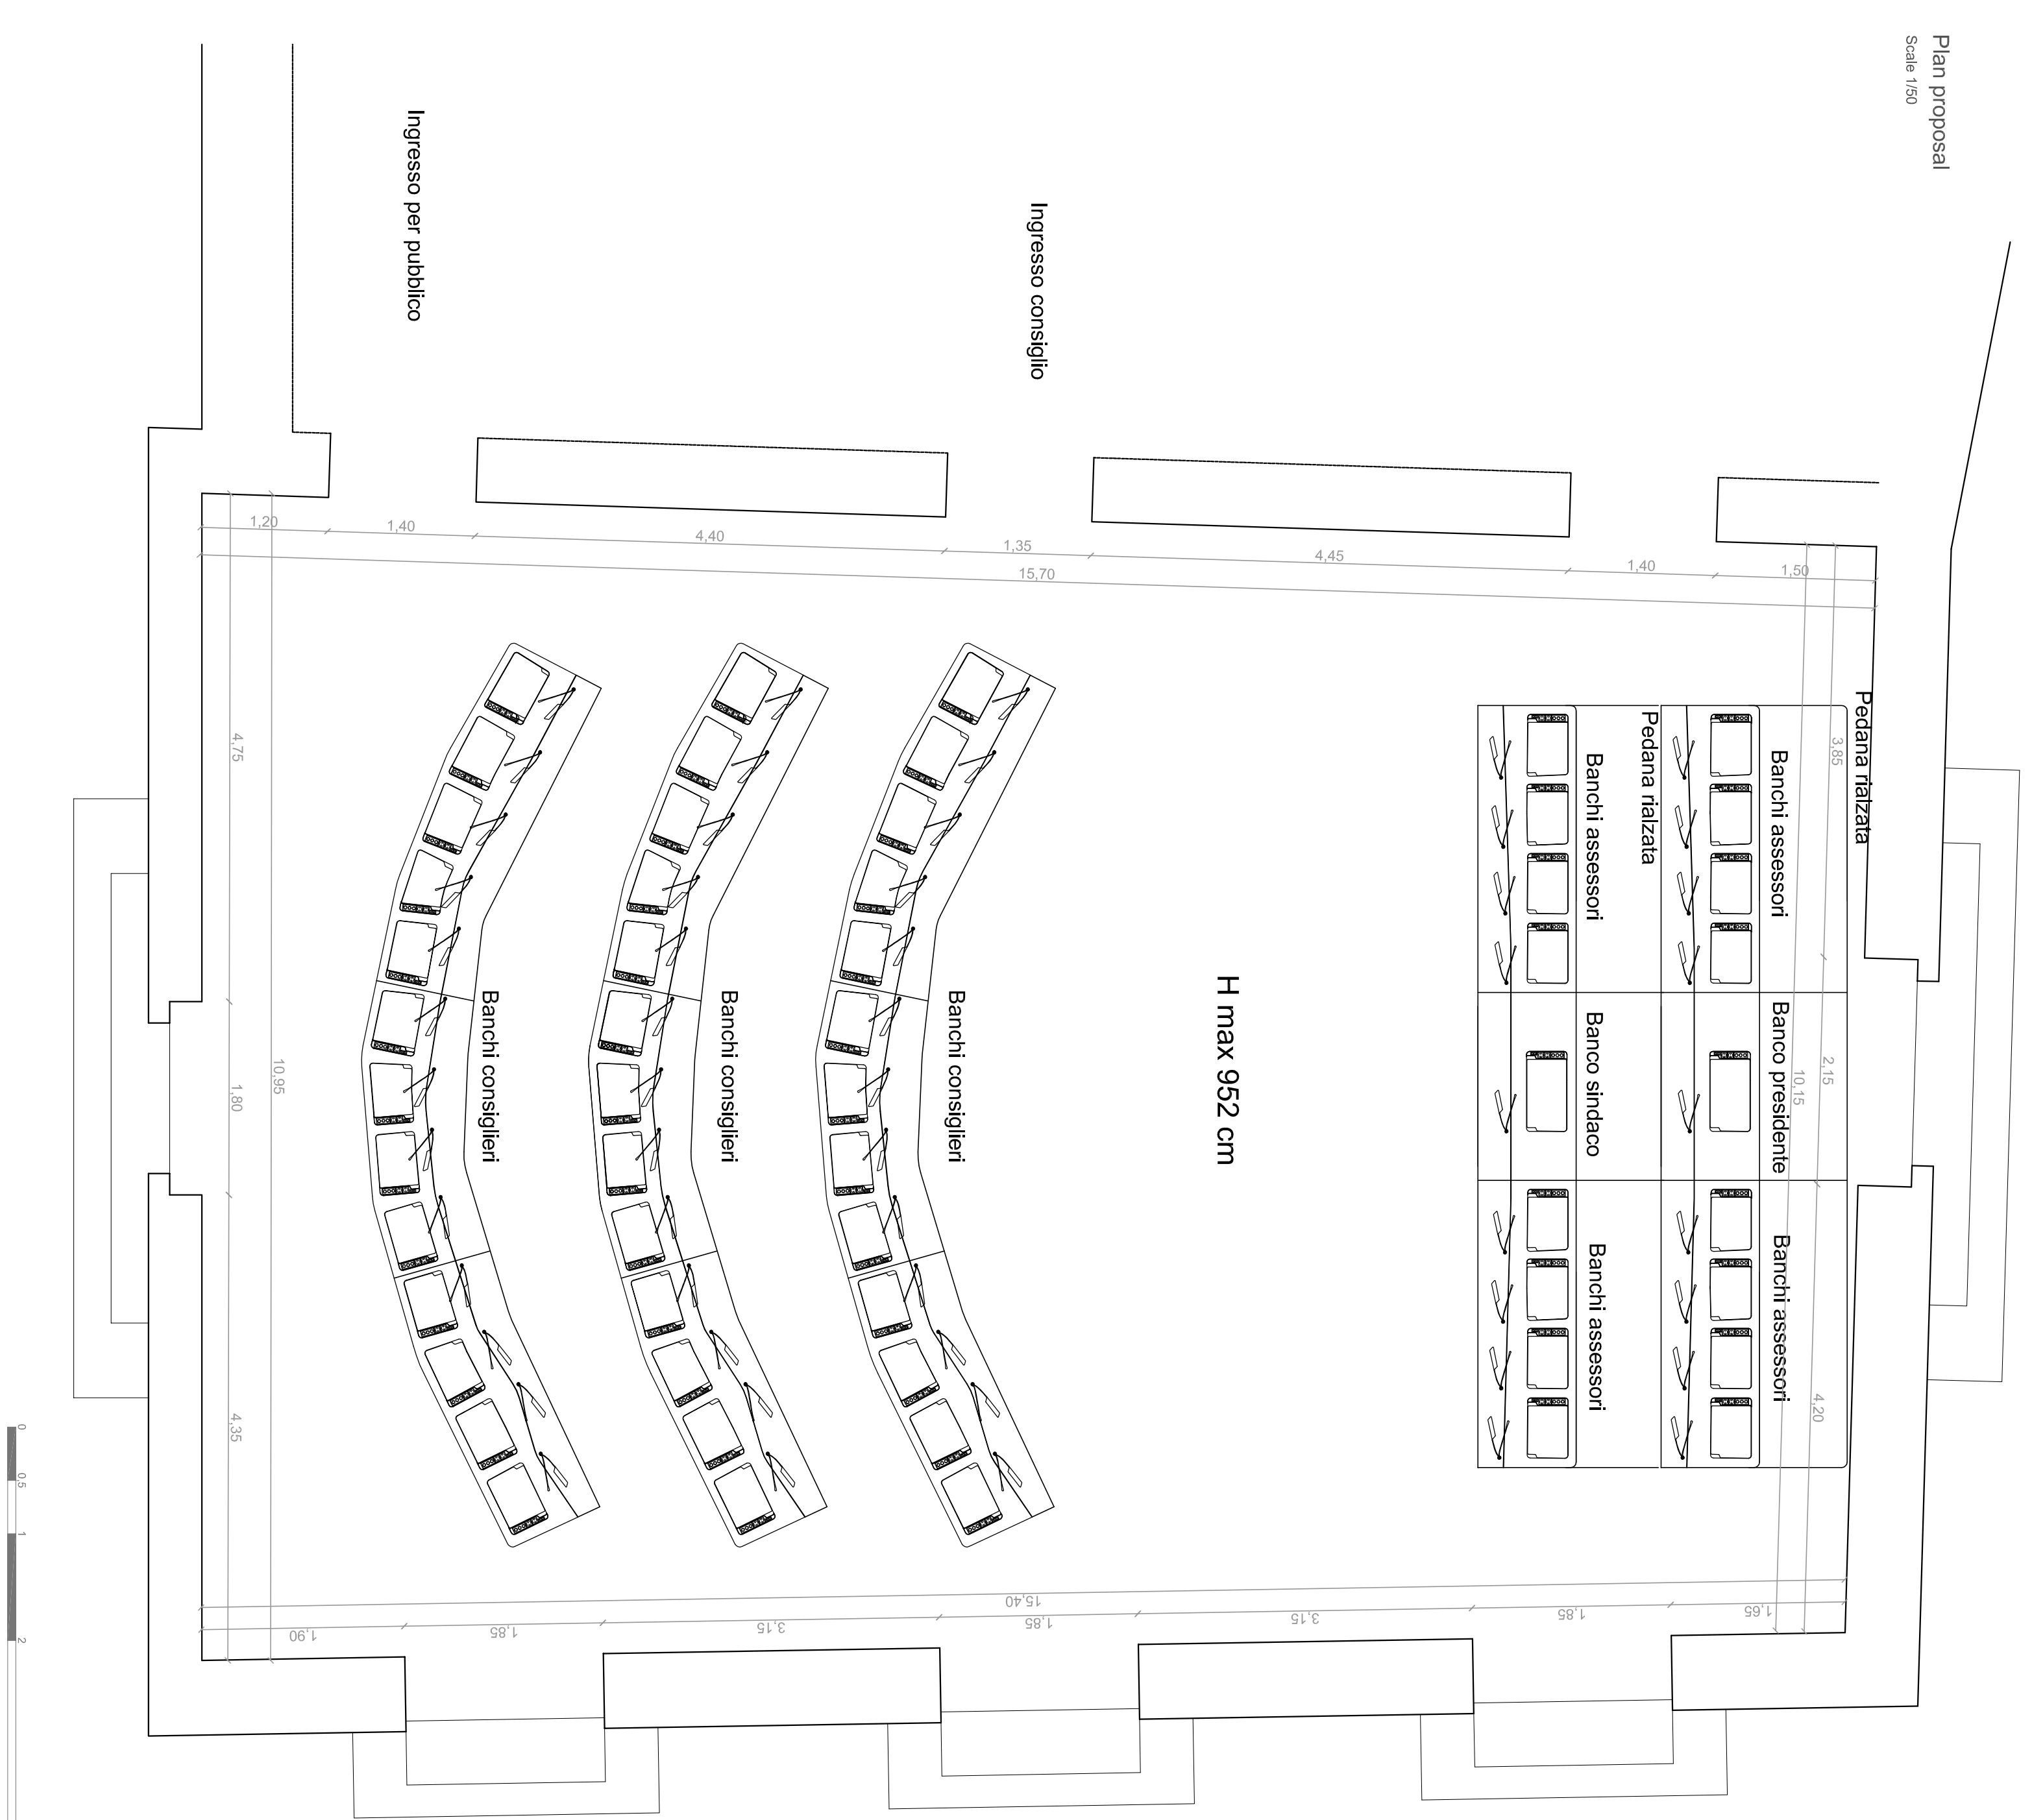 Plan proposal
Scale 1/50
Ingresso per pubblico
Ingresso consiglio
1,20
1,40
4,40
1,35
4,45
1,40
1,50
15,70
Pedana rialzata
3,85
2,15
4,20
10,15
Banchi assessori
Banco presidente
Banchi assessori
Pedana rialzata
Banchi assessori
Banco sindaco
Banchi assessori
H max 952 cm
Banchi consiglieri
Banchi consiglieri
Banchi consiglieri
10,95
4,75
1,80
4,35
15,40
1,90
1,85
3,15
1,85
3,15
1,85
1,65
0
0.5
1
2